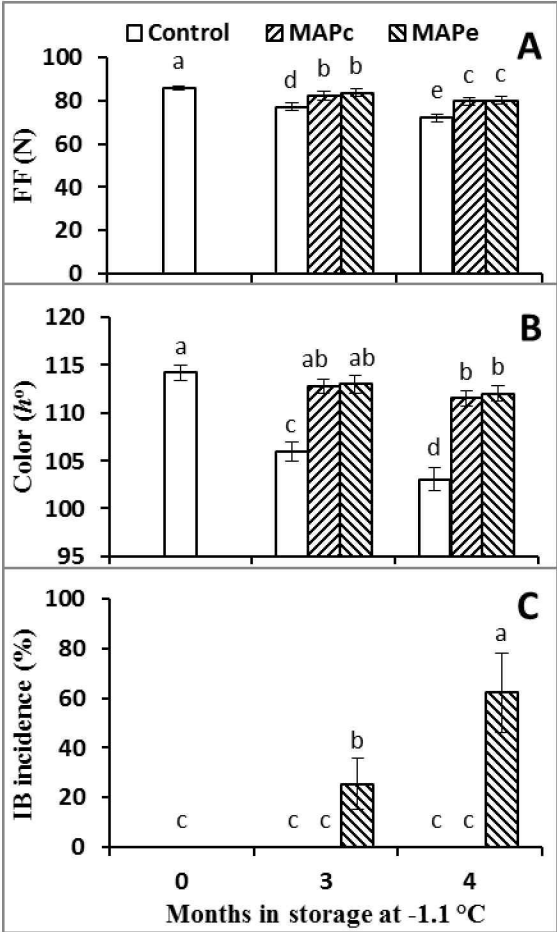 Control MAPc MAPe
A
FF (N)
100
80
60
40
20
0
a
d b b
e c c
B
Color (hº)
120
115
110
105
100
95
a
c ab ab
d b b
C
IB incidence (%)
100
80
60
40
20
0
c
c c b
c c a
0 3 4
Months in storage at -1.1 °C